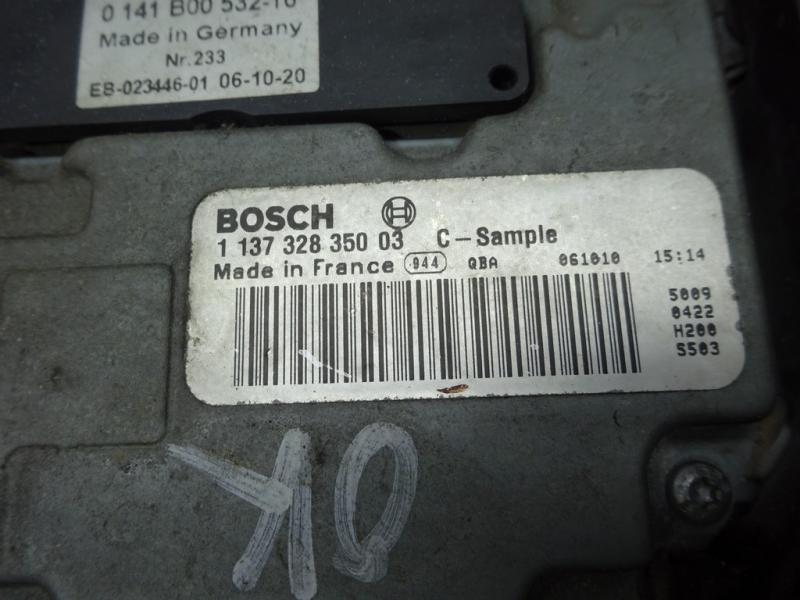 0 141 B00 532-10
Made in Germany
Nr.233
EB-023446-01 06-10-20
BOSCH
1 137 328 350 03 C-Sample
Made in France 944 QBA 061010 15:14
5009
0422
H200
S503
OK